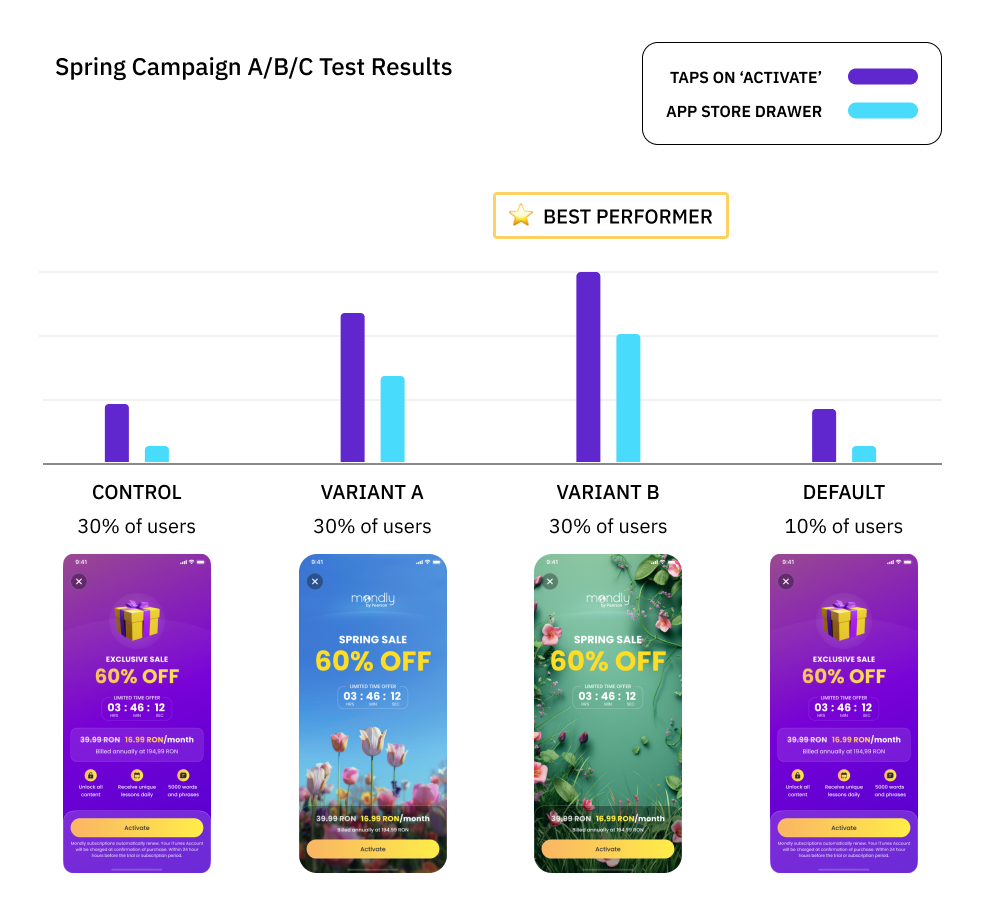 Spring Campaign A/B/C Test Results
TAPS ON ‘ACTIVATE’
APP STORE DRAWER
BEST PERFORMER
CONTROL
30% of users
VARIANT A
30% of users
VARIANT B
30% of users
DEFAULT
10% of users
9:41
EXCLUSIVE SALE
60% OFF
LIMITED TIME OFFER
03 : 46 : 12
HRS MIN SEC
39.99 RON 16.99 RON/month
Billed annually at 194,99 RON
Unlock all
content
Receive unique
lessons daily
5000 words
and phrases
Activate
Mondly subscriptions automatically renew. Your iTunes Account
will be charged at confirmation of purchase. Within 24 hour
hours before the trial or subscription period.
9:41
mondly
by Pearson
SPRING SALE
60% OFF
LIMITED TIME OFFER
03 : 46 : 12
HRS MIN SEC
39.99 RON 16.99 RON/month
Billed annually at 194,99 RON
Activate
9:41
mondly
by Pearson
SPRING SALE
60% OFF
LIMITED TIME OFFER
03 : 46 : 12
HRS MIN SEC
39.99 RON 16.99 RON/month
Billed annually at 194,99 RON
Activate
9:41
EXCLUSIVE SALE
60% OFF
LIMITED TIME OFFER
03 : 46 : 12
HRS MIN SEC
39.99 RON 16.99 RON/month
Billed annually at 194,99 RON
Unlock all
content
Receive unique
lessons daily
5000 words
and phrases
Activate
Mondly subscriptions automatically renew. Your iTunes Account
will be charged at confirmation of purchase. Within 24 hour
hours before the trial or subscription period.